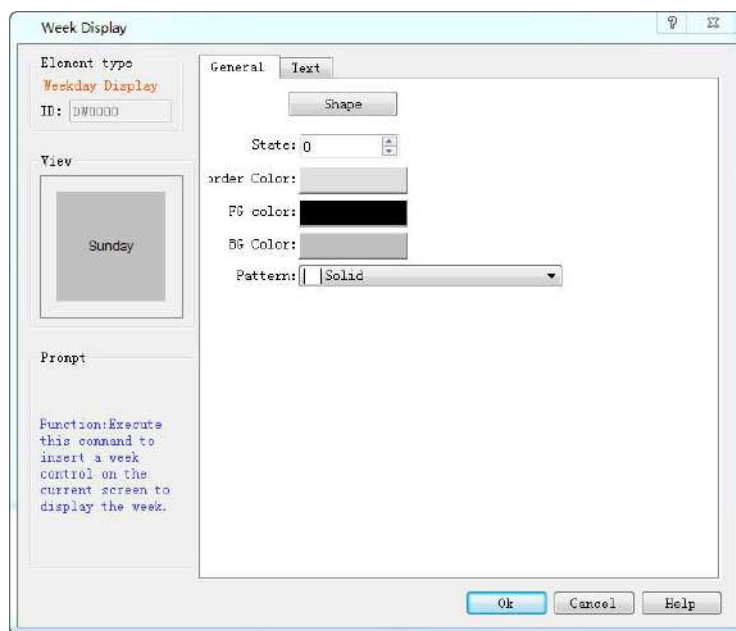 Week Display
Element type
Weekday Display
ID: DW0000
View
Sunday
Prompt
Function:Execute
this command to
insert a week
control on the
current screen to
display the week.
General Text
Shape
State: 0
order Color:
FG color:
BG Color:
Pattern: Solid
Ok Cancel Help